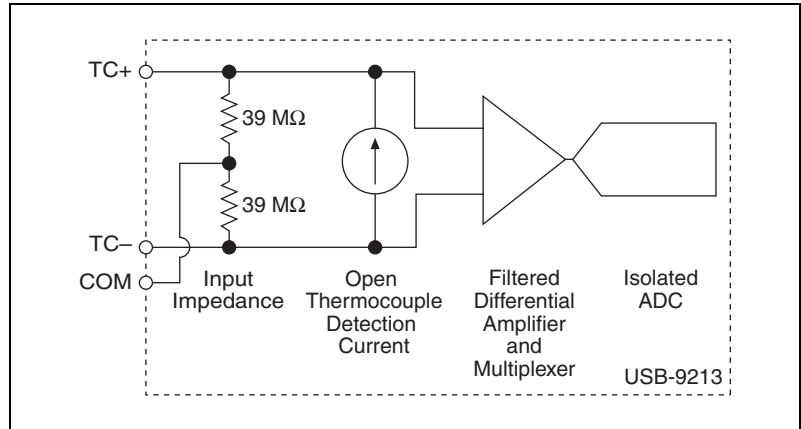 TC+
39 MΩ
39 MΩ
TC–
COM
Input
Impedance
Open
Thermocouple
Detection
Current
Filtered
Differential
Amplifier
and
Multiplexer
Isolated
ADC
USB-9213